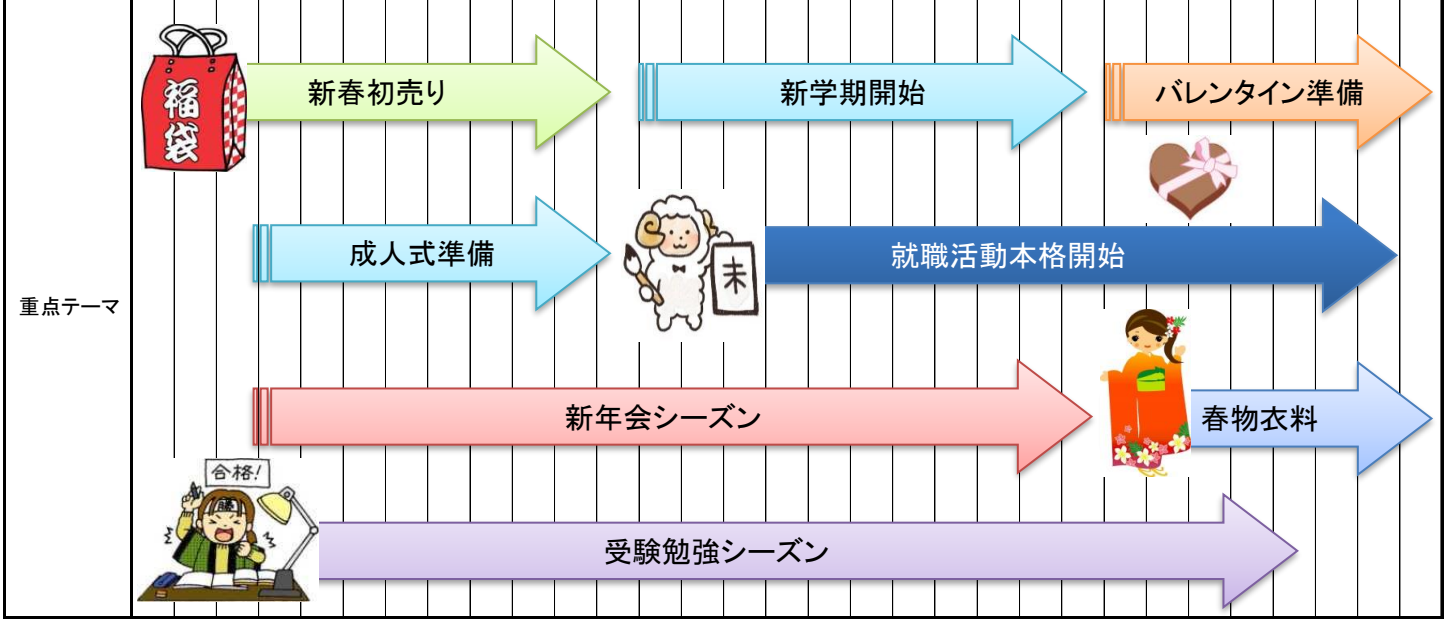 福袋
新春初売り
新学期開始
バレンタイン準備
成人式準備
未
就職活動本格開始
重点テーマ
新年会シーズン
春物衣料
合格!
勝
受験勉強シーズン